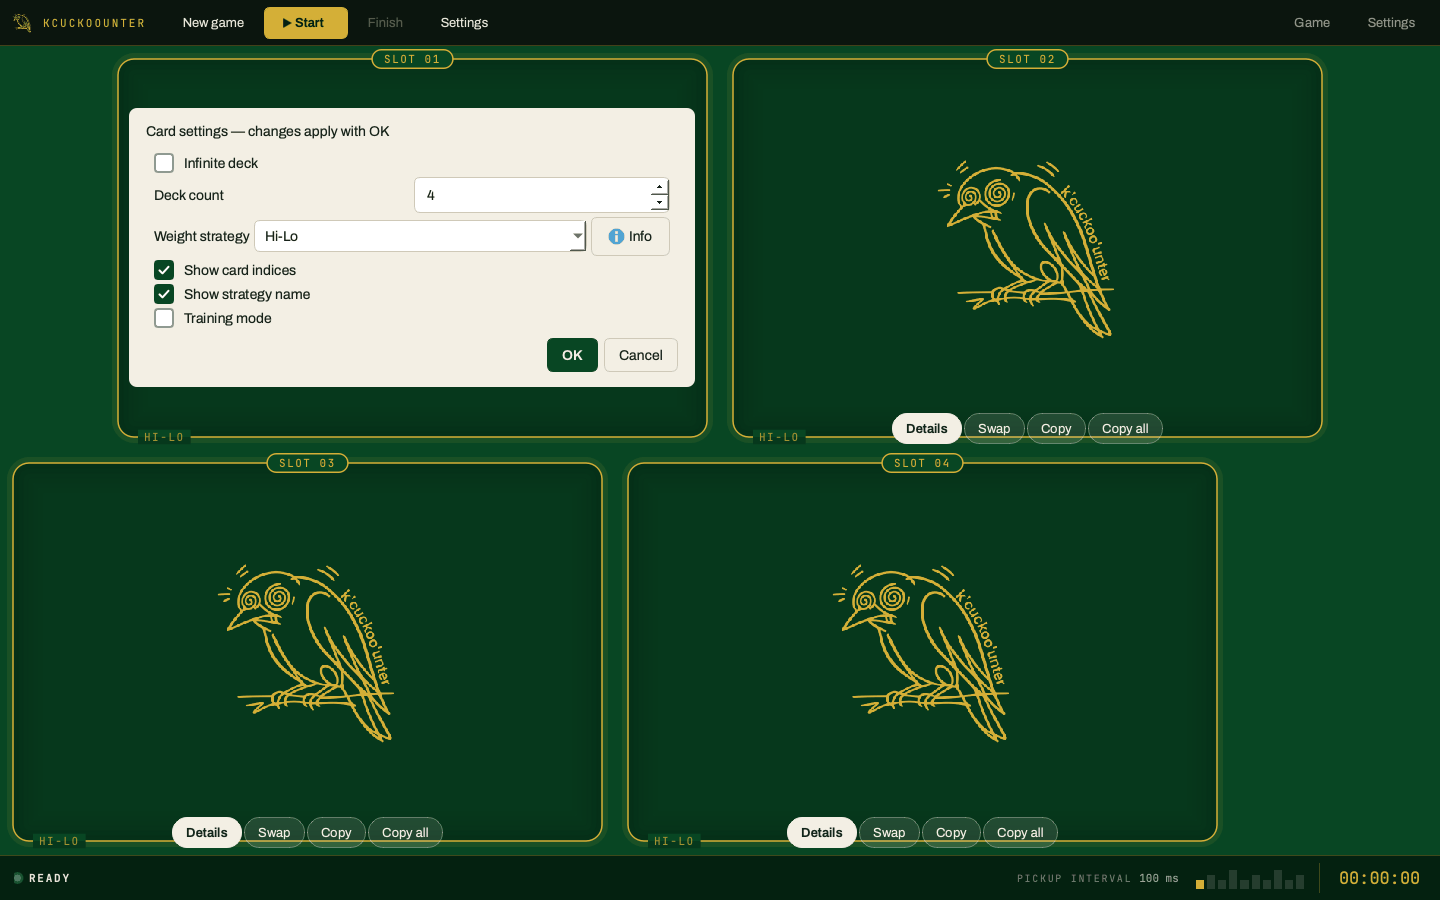 KCUCKOOUNTER New game Start Finish Settings Game Settings
SLOT 01
Card settings — changes apply with OK
Infinite deck
Deck count 4
Weight strategy Hi-Lo Info
Show card indices
Show strategy name
Training mode
OK Cancel
HI-LO
SLOT 02
k'cuckoo'unter
HI-LO Details Swap Copy Copy all
SLOT 03
k'cuckoo'unter
HI-LO Details Swap Copy Copy all
SLOT 04
k'cuckoo'unter
HI-LO Details Swap Copy Copy all
READY PICKUP INTERVAL 100 ms 00:00:00